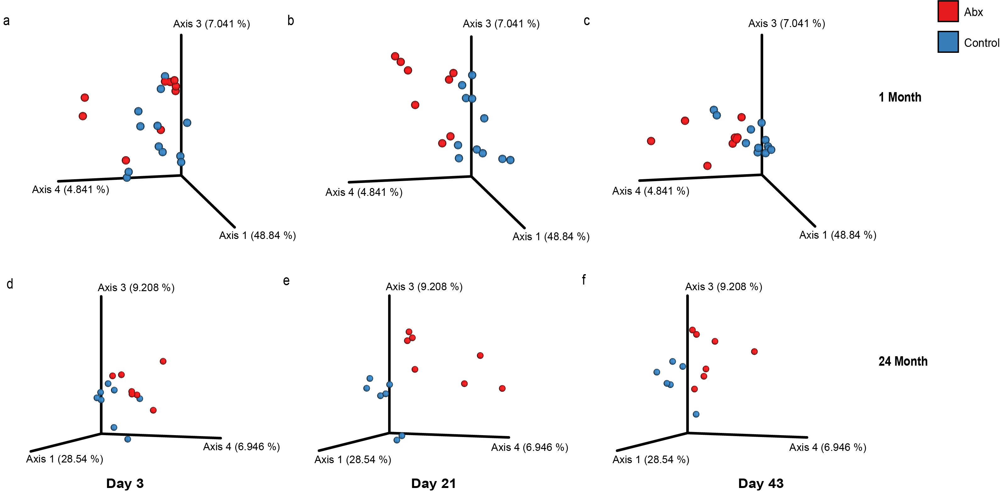 a
Axis 3 (7.041 %)
Axis 4 (4.841 %)
Axis 1 (48.84 %)
b
Axis 3 (7.041 %)
Axis 4 (4.841 %)
Axis 1 (48.84 %)
c
Axis 3 (7.041 %)
Axis 4 (4.841 %)
Axis 1 (48.84 %)
Abx
Control
1 Month
d
Axis 3 (9.208 %)
Axis 4 (6.946 %)
Axis 1 (28.54 %)
Day 3
e
Axis 3 (9.208 %)
Axis 4 (6.946 %)
Axis 1 (28.54 %)
Day 21
f
Axis 3 (9.208 %)
Axis 4 (6.946 %)
Axis 1 (28.54 %)
Day 43
24 Month